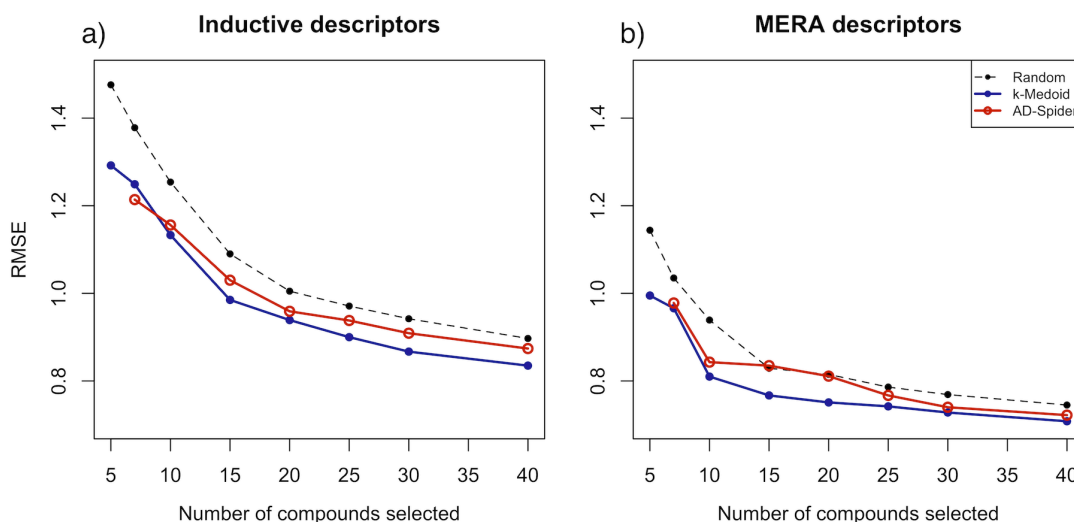 a) Inductive descriptors
RMSE
1.4
1.2
1.0
0.8
5 10 15 20 25 30 35 40
Number of compounds selected
b) MERA descriptors
Random
k-Medoid
AD-Spider
1.4
1.2
1.0
0.8
5 10 15 20 25 30 35 40
Number of compounds selected